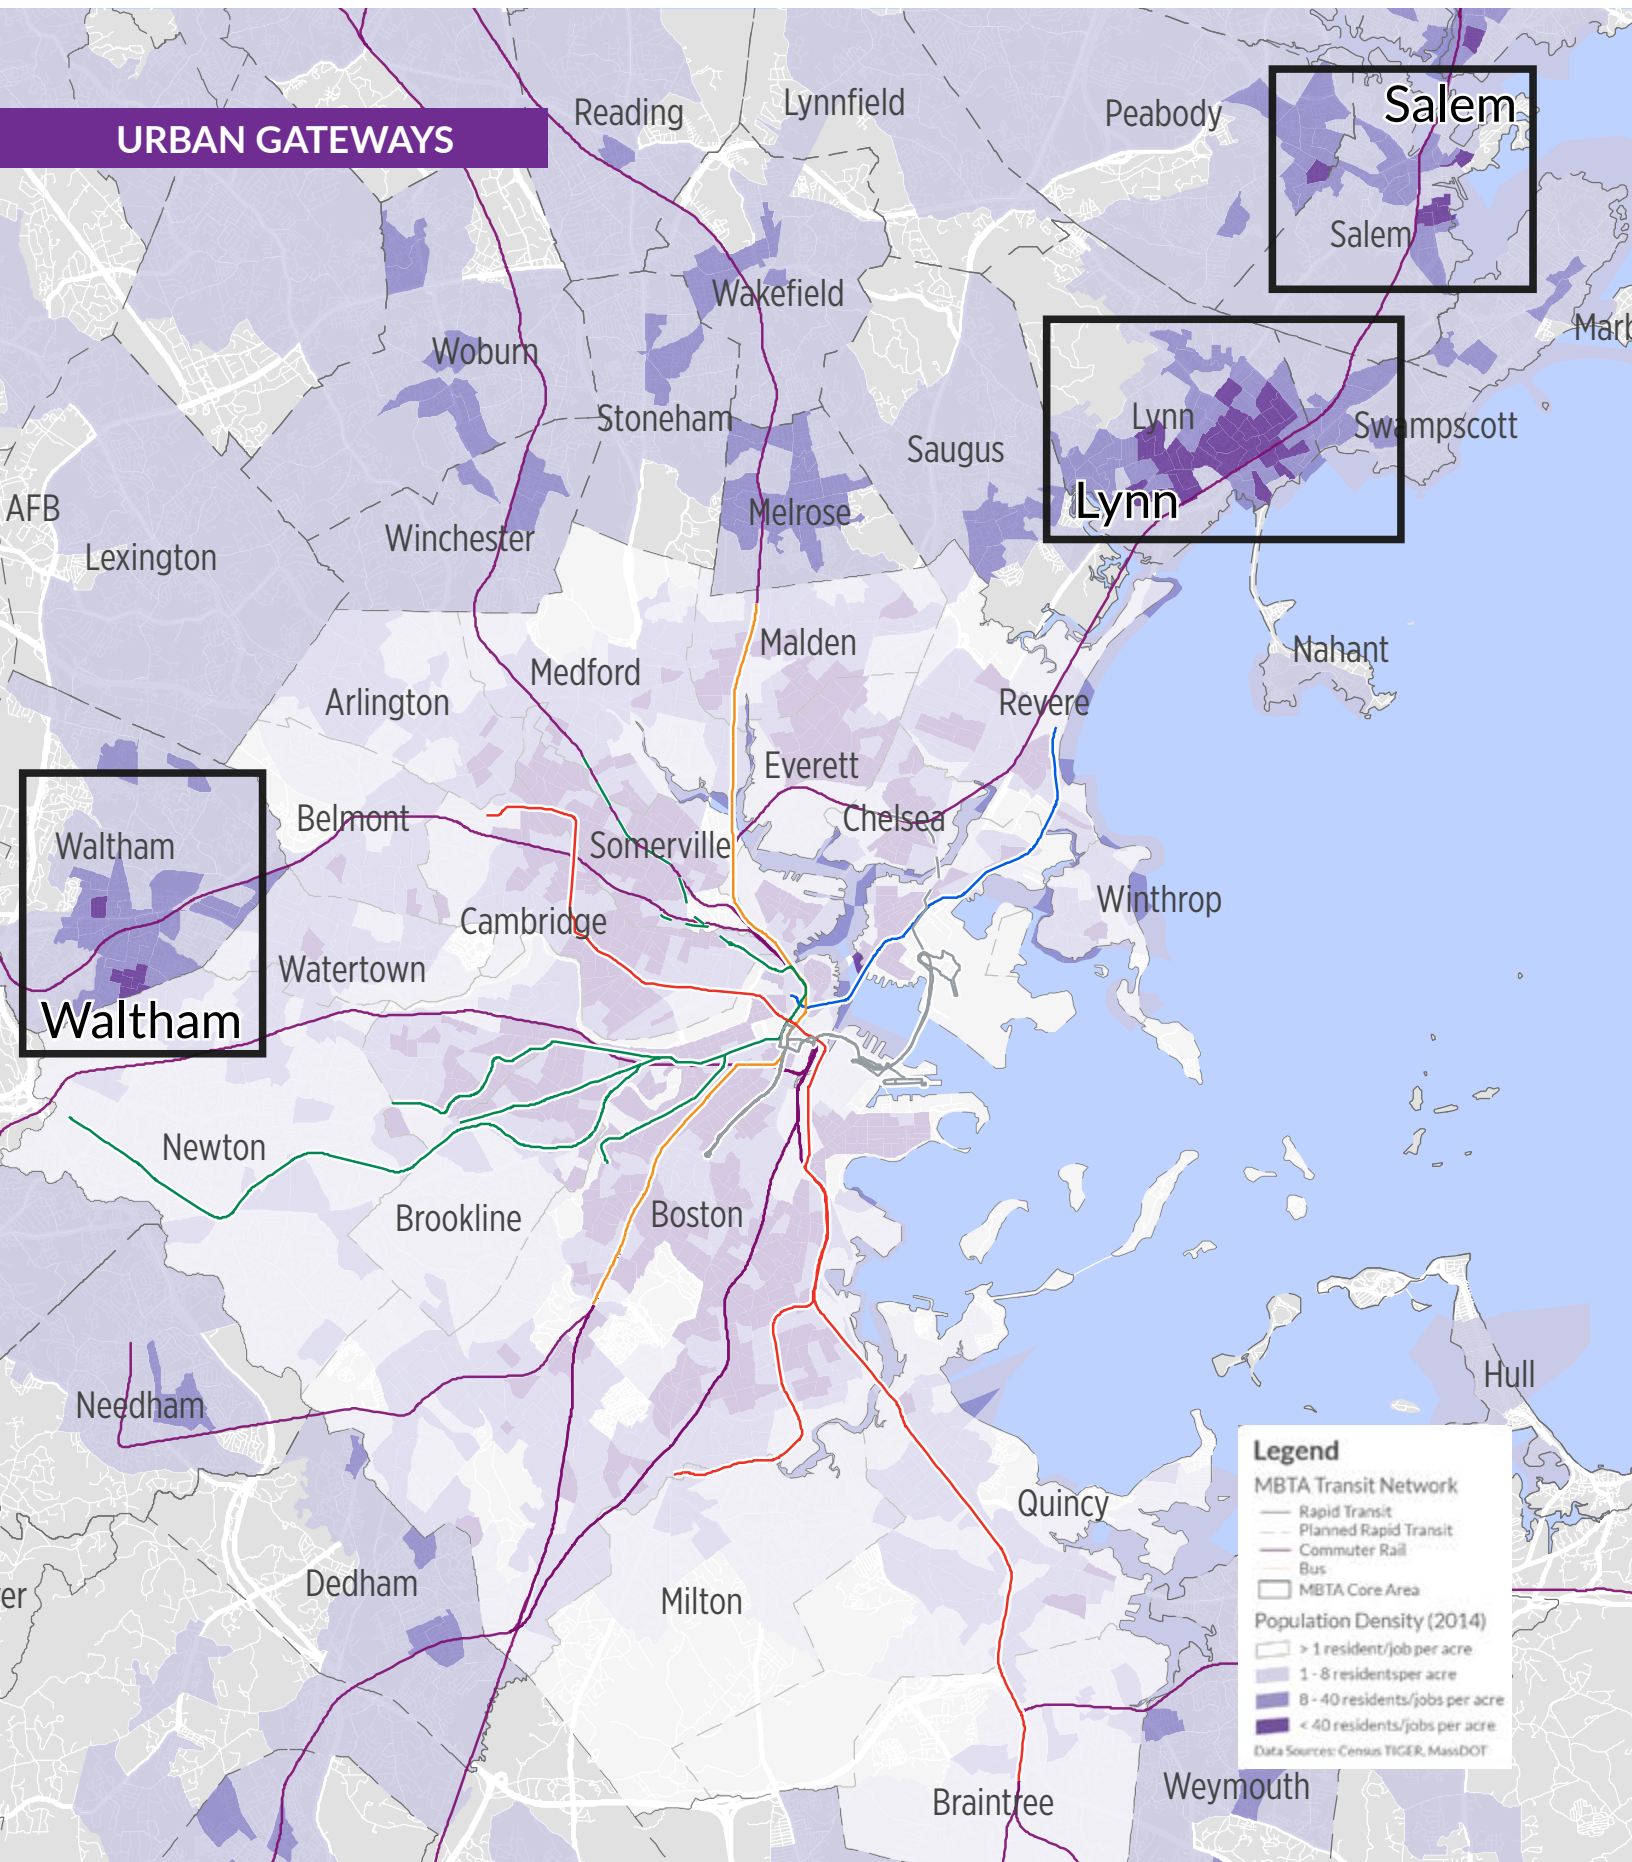 URBAN GATEWAYS
Reading
Lynnfield
Peabody
Salem
Salem
Wakefield
Marb
Woburn
Stoneham
Lynn
Swampscott
Saugus
Lynn
AFB
Melrose
Winchester
Lexington
Malden
Nahant
Medford
Arlington
Revere
Everett
Belmont
Chelsea
Waltham
Somerville
Winthrop
Cambridge
Watertown
Waltham
Newton
Brookline
Boston
Hull
Needham
Quincy
Dedham
er
Milton
Weymouth
Braintree
Legend
MBTA Transit Network
Rapid Transit
Planned Rapid Transit
Commuter Rail
Bus
MBTA Core Area
Population Density (2014)
> 1 resident/job per acre
1 - 8 residentsper acre
8 - 40 residents/jobs per acre
< 40 residents/jobs per acre
Data Sources: Census TIGER, MassDOT